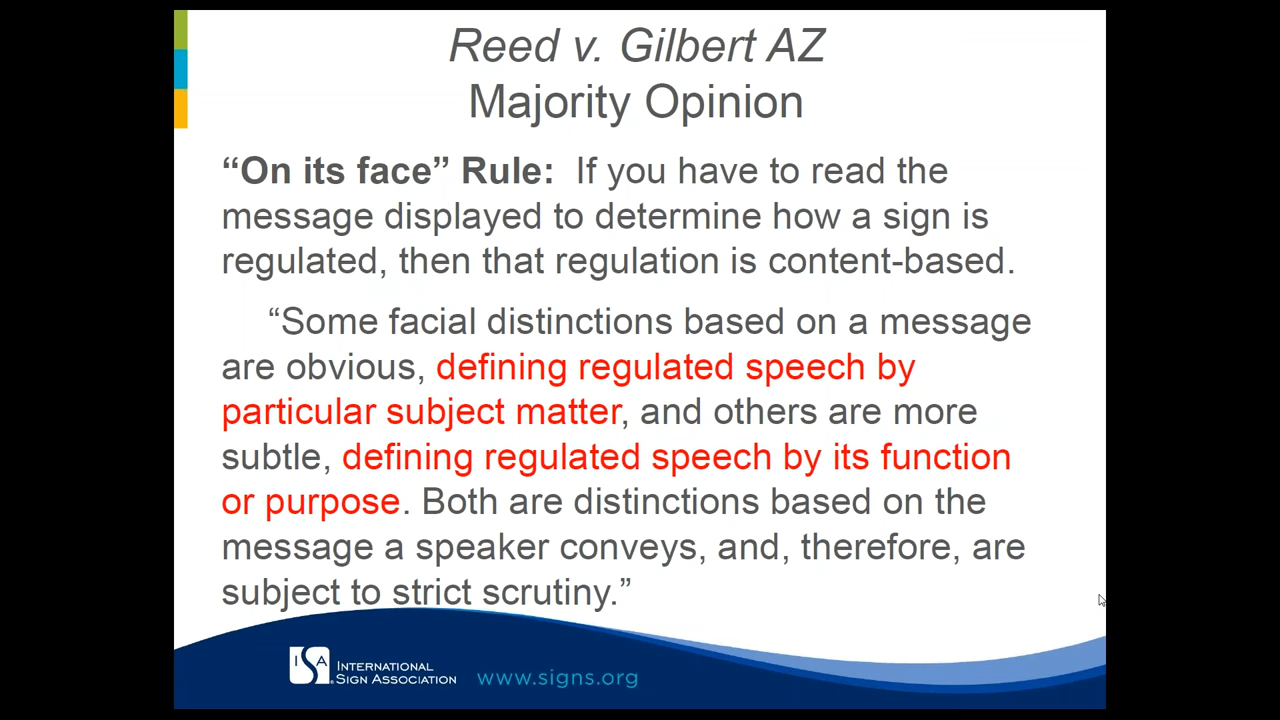 Reed v. Gilbert AZ
Majority Opinion
“On its face” Rule: If you have to read the
message displayed to determine how a sign is
regulated, then that regulation is content-based.
“Some facial distinctions based on a message
are obvious, defining regulated speech by
particular subject matter, and others are more
subtle, defining regulated speech by its function
or purpose. Both are distinctions based on the
message a speaker conveys, and, therefore, are
subject to strict scrutiny.”
ISA
INTERNATIONAL
SIGN ASSOCIATION
www.signs.org